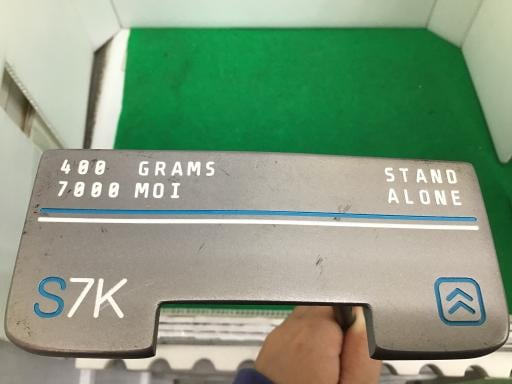 400 GRAMS
7000 MOI
STAND
ALONE
S7K